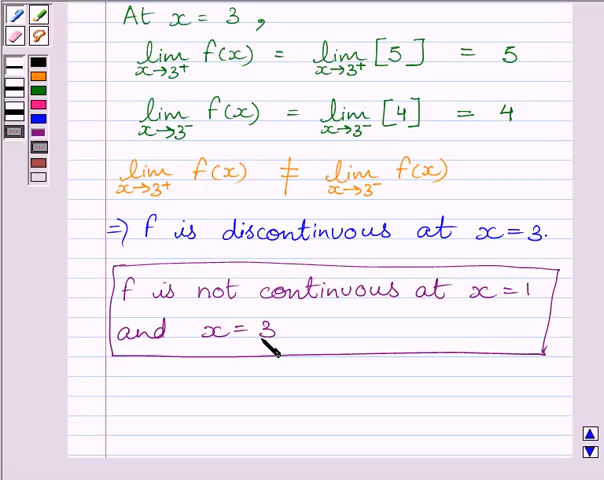 At x = 3 ,
lim x→3+ f(x) = lim x→3+ [5] = 5
lim x→3- f(x) = lim x→3- [4] = 4
lim x→3+ f(x) ≠ lim x→3- f(x)
⇒ f is discontinuous at x=3.
f is not continuous at x=1
and x=3